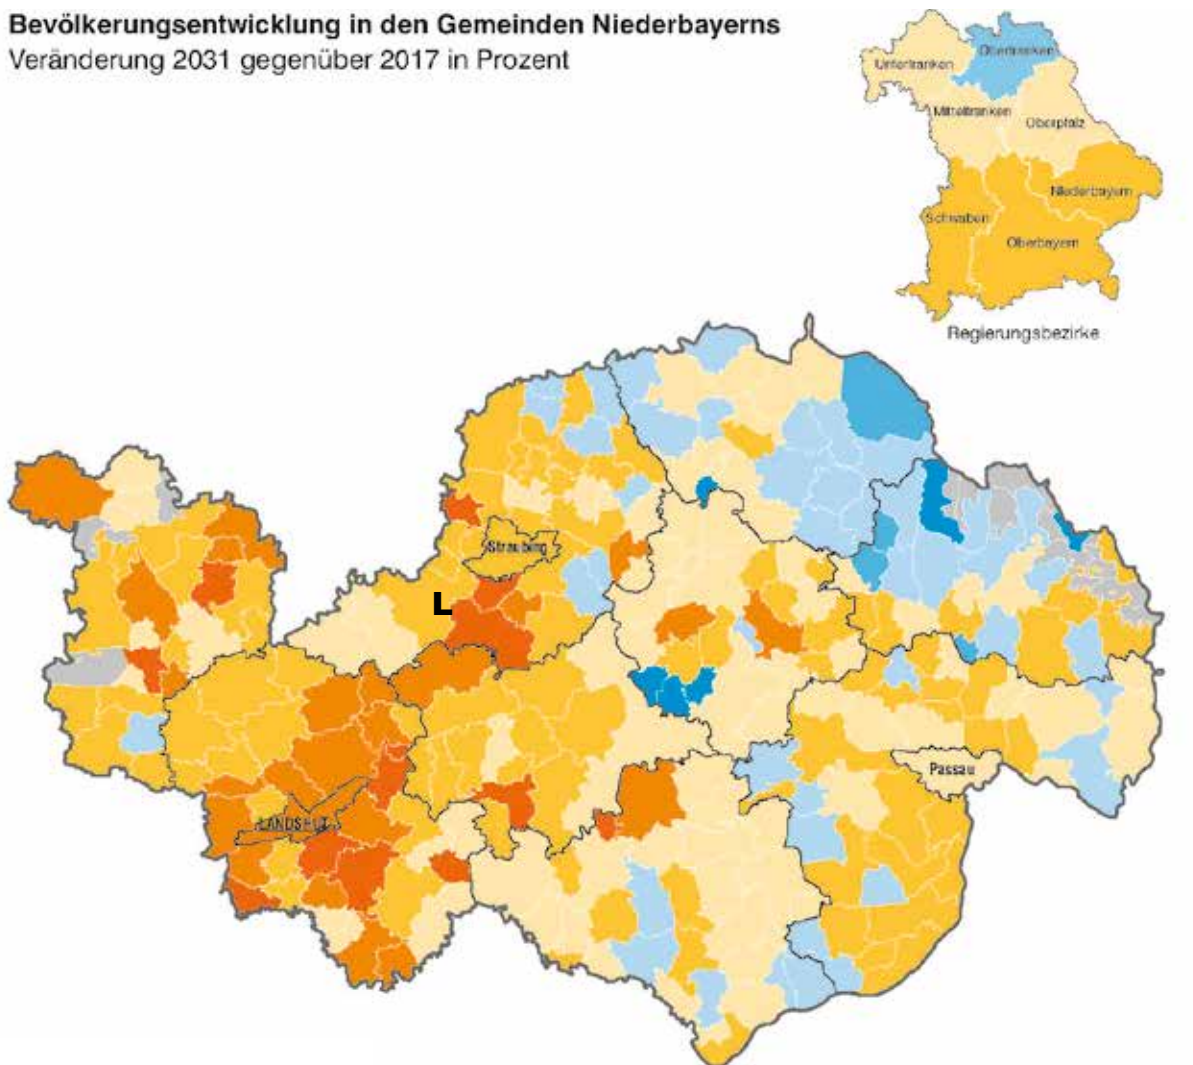 Bevölkerungsentwicklung in den Gemeinden Niederbayerns
Veränderung 2031 gegenüber 2017 in Prozent
Oberfranken
Unterfranken
Mittelfranken
Oberpfalz
Niederbayern
Schwaben
Oberbayern
Regierungsbezirke
Straubing
L
Passau
LANDSHUT